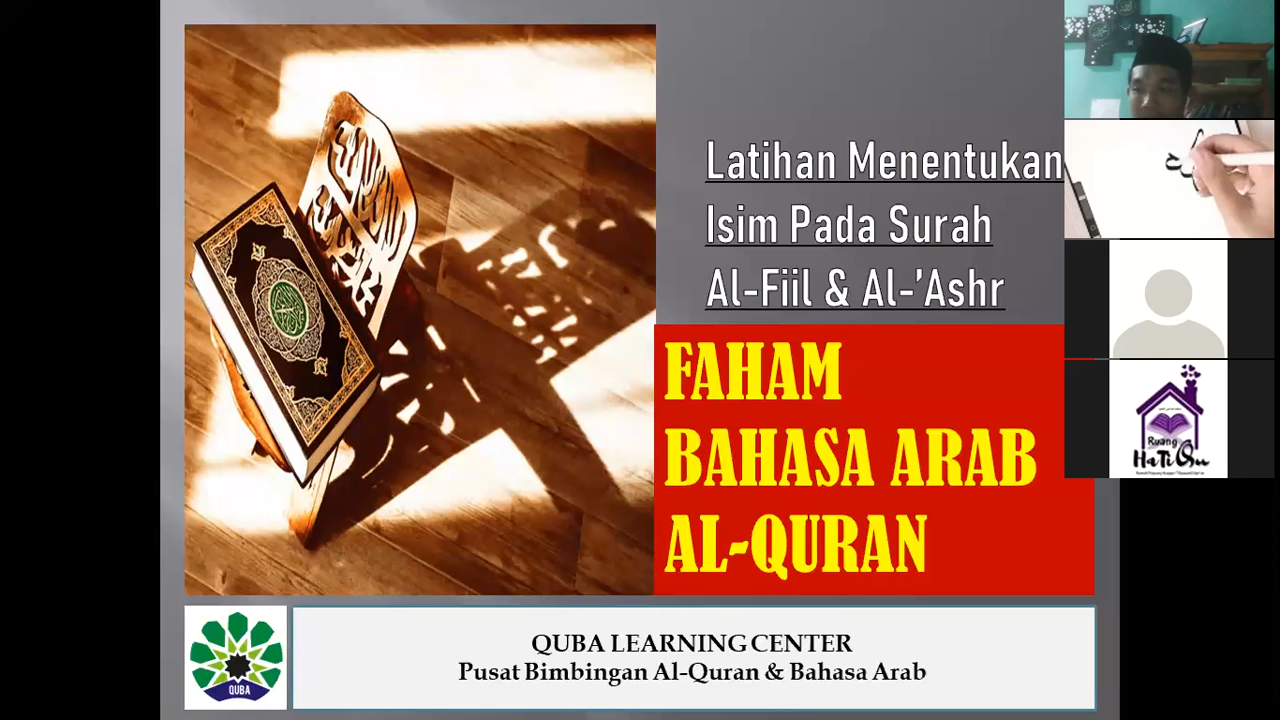 Latihan Menentukan
Isim Pada Surah
Al-Fiil & Al-’Ashr
FAHAM
BAHASA ARAB
AL-QURAN
QUBA LEARNING CENTER
Pusat Bimbingan Al-Quran & Bahasa Arab
QUBA
Ruang
HaTiQu